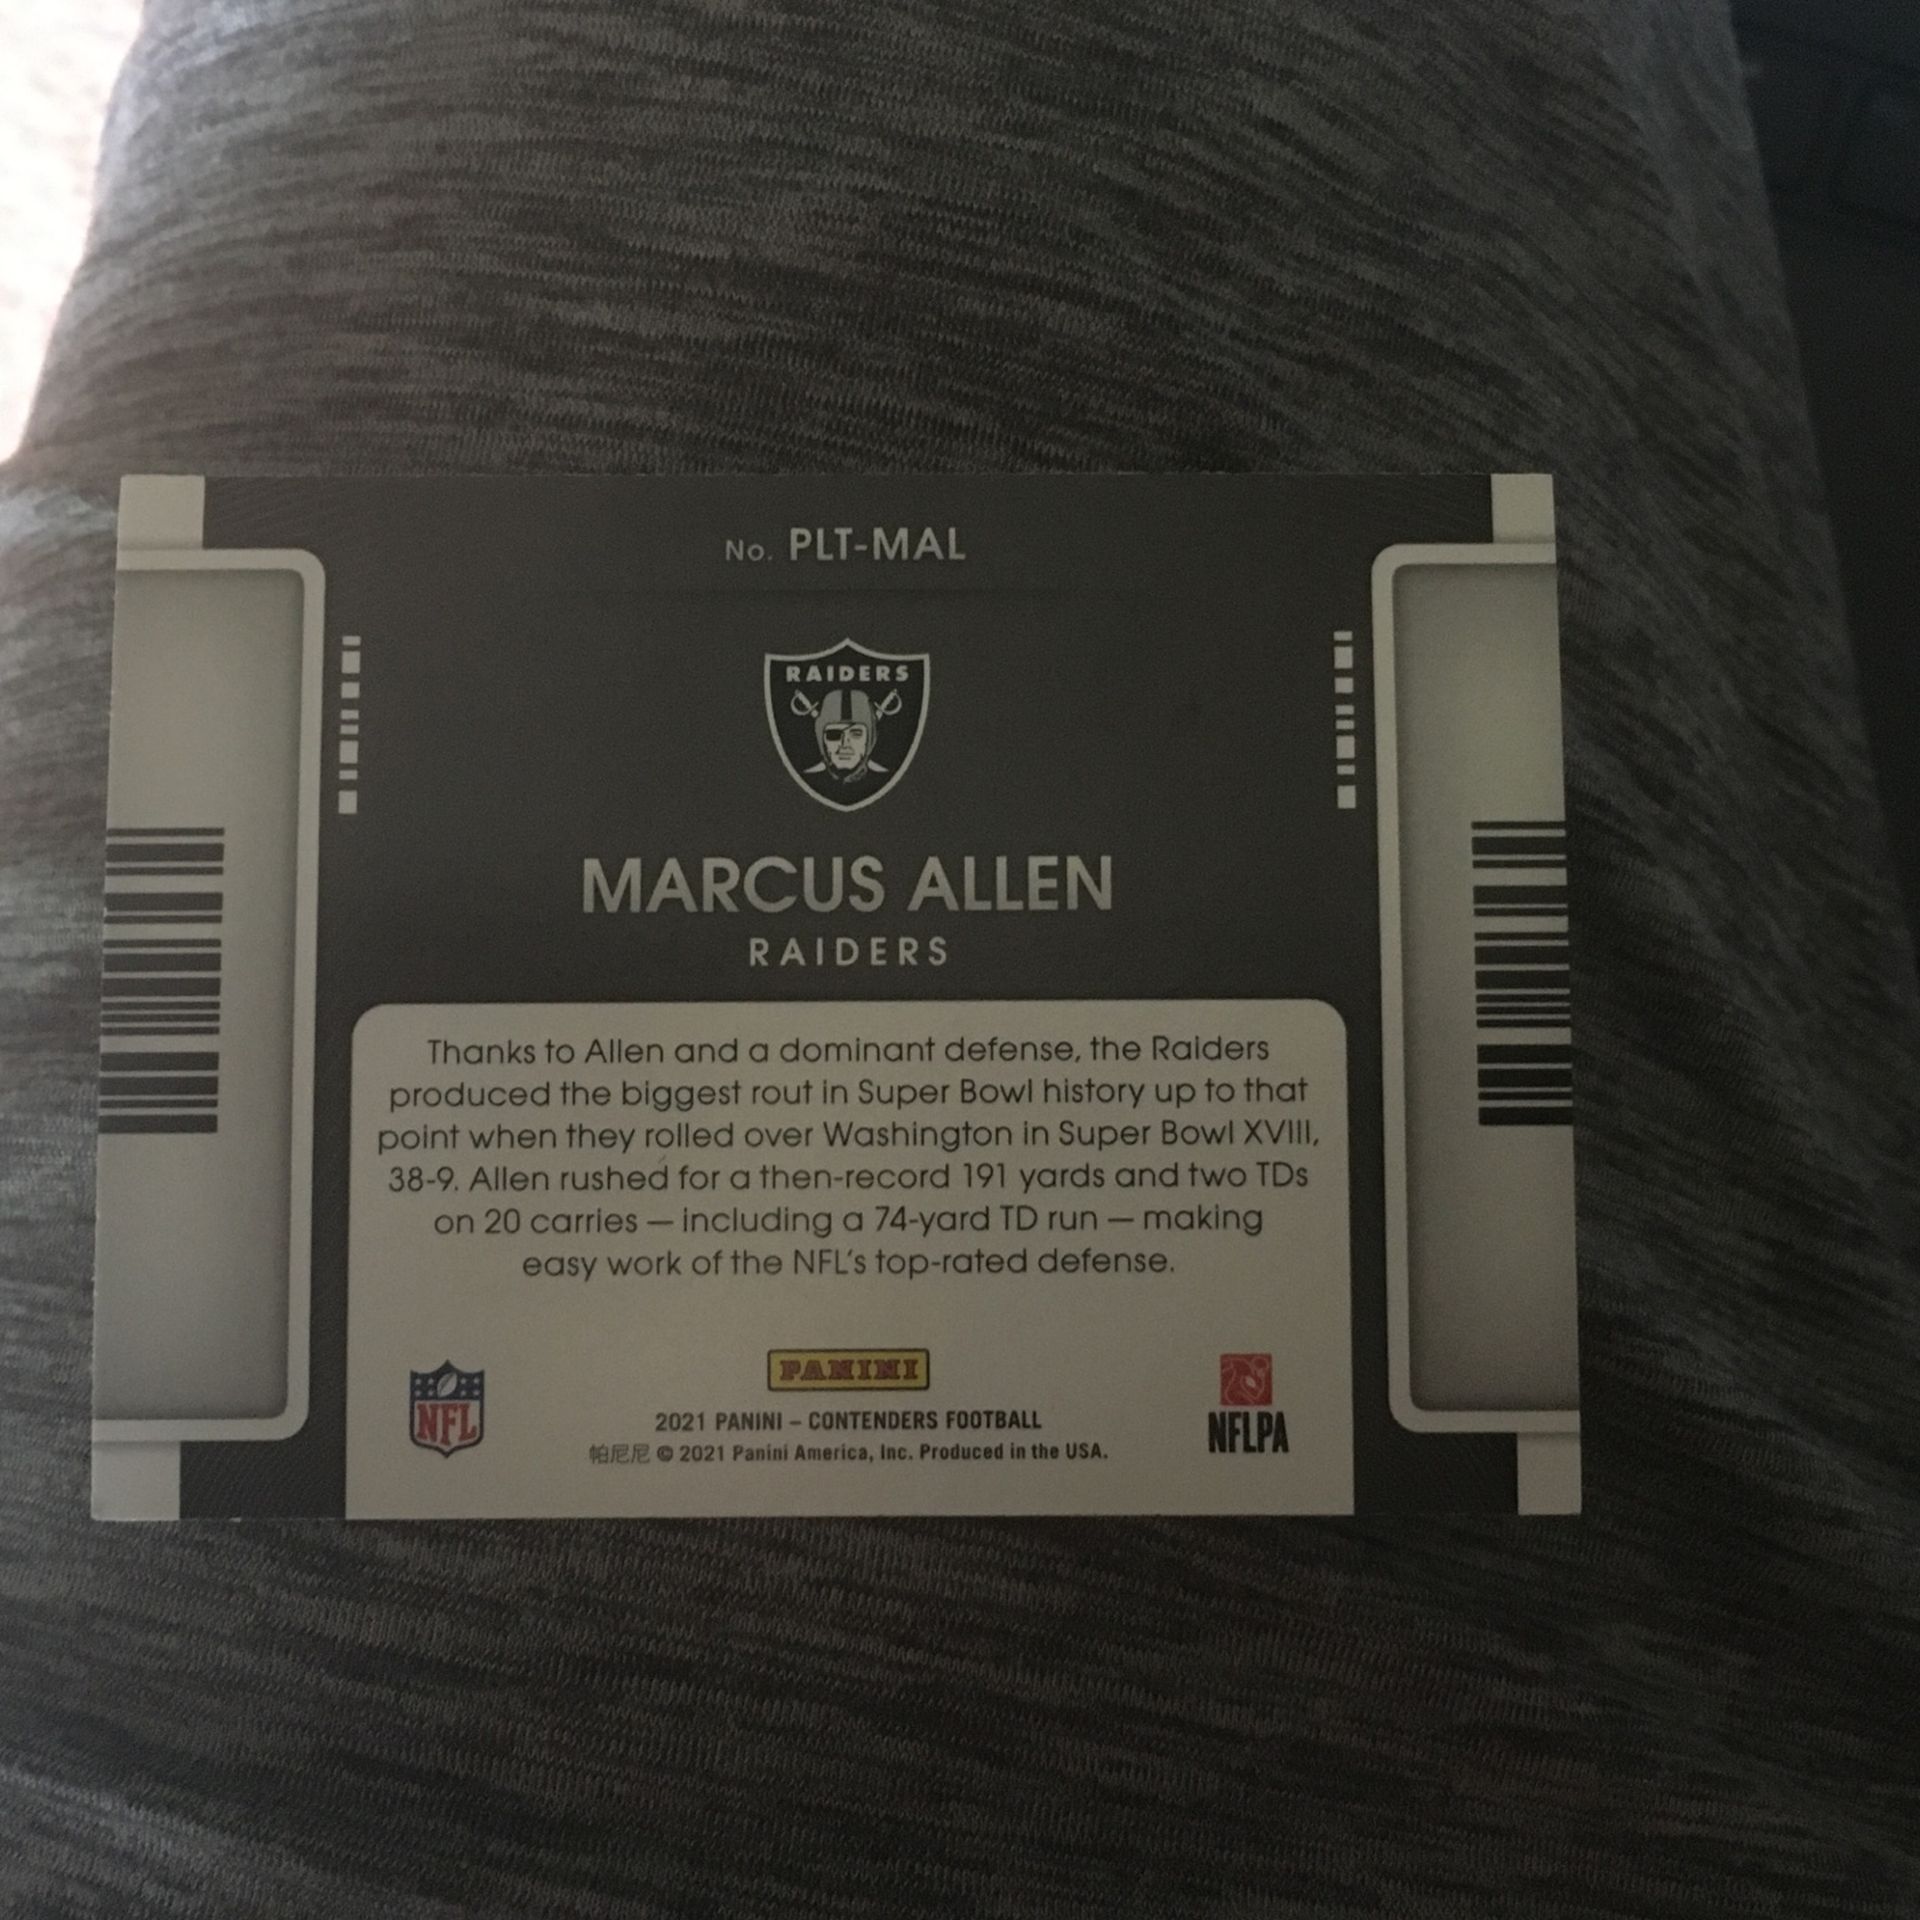 No. PLT-MAL
RAIDERS
MARCUS ALLEN
RAIDERS
Thanks to Allen and a dominant defense, the Raiders
produced the biggest rout in Super Bowl history up to that
point when they rolled over Washington in Super Bowl XVIII,
38-9. Allen rushed for a then-record 191 yards and two TDs
on 20 carries — including a 74-yard TD run — making
easy work of the NFL's top-rated defense.
NFL
PANINI
2021 PANINI – CONTENDERS FOOTBALL
帕尼尼 © 2021 Panini America, Inc. Produced in the USA.
NFLPA